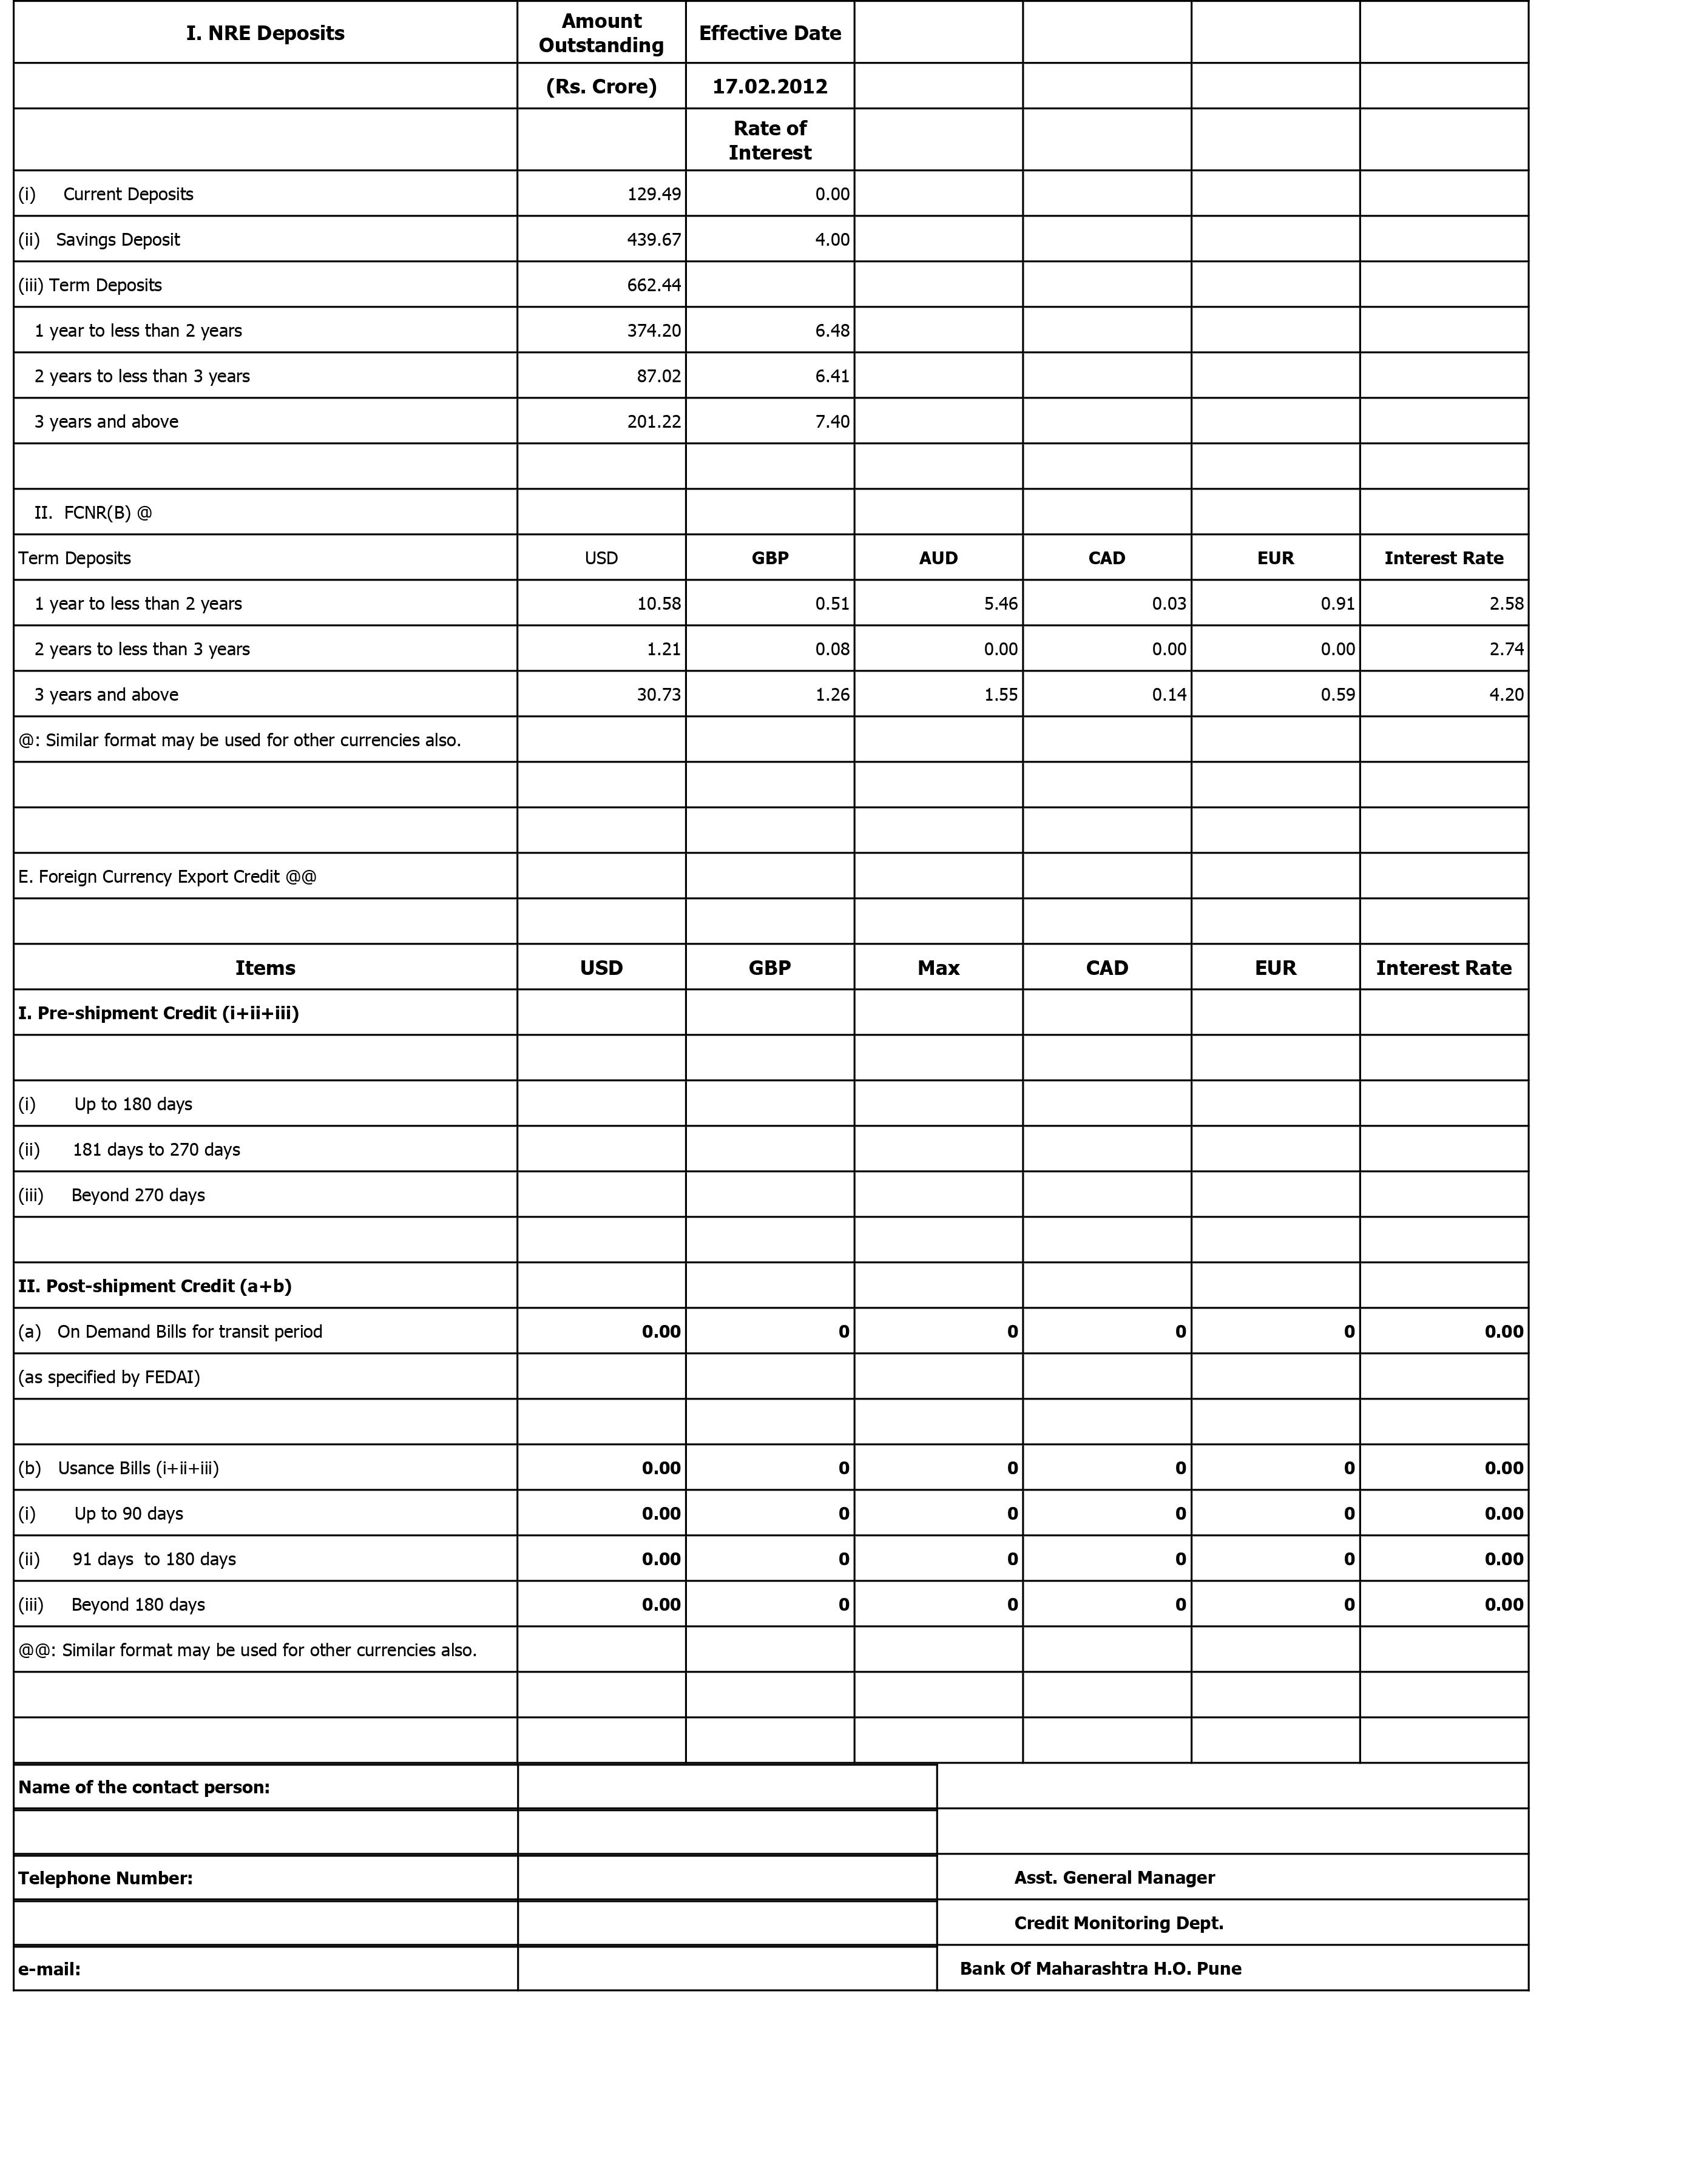 I. NRE Deposits Amount Outstanding Effective Date
(Rs. Crore) 17.02.2012
Rate of Interest
(i) Current Deposits 129.49 0.00
(ii) Savings Deposit 439.67 4.00
(iii) Term Deposits 662.44
1 year to less than 2 years 374.20 6.48
2 years to less than 3 years 87.02 6.41
3 years and above 201.22 7.40
II. FCNR(B) @
Term Deposits USD GBP AUD CAD EUR Interest Rate
1 year to less than 2 years 10.58 0.51 5.46 0.03 0.91 2.58
2 years to less than 3 years 1.21 0.08 0.00 0.00 0.00 2.74
3 years and above 30.73 1.26 1.55 0.14 0.59 4.20
@: Similar format may be used for other currencies also.
E. Foreign Currency Export Credit @@
Items USD GBP Max CAD EUR Interest Rate
I. Pre-shipment Credit (i+ii+iii)
(i) Up to 180 days
(ii) 181 days to 270 days
(iii) Beyond 270 days
II. Post-shipment Credit (a+b)
(a) On Demand Bills for transit period 0.00 0 0 0 0 0.00
(as specified by FEDAI)
(b) Usance Bills (i+ii+iii) 0.00 0 0 0 0 0.00
(i) Up to 90 days 0.00 0 0 0 0 0.00
(ii) 91 days to 180 days 0.00 0 0 0 0 0.00
(iii) Beyond 180 days 0.00 0 0 0 0 0.00
@@: Similar format may be used for other currencies also.
Name of the contact person:
Telephone Number: Asst. General Manager
Credit Monitoring Dept.
e-mail: Bank Of Maharashtra H.O. Pune